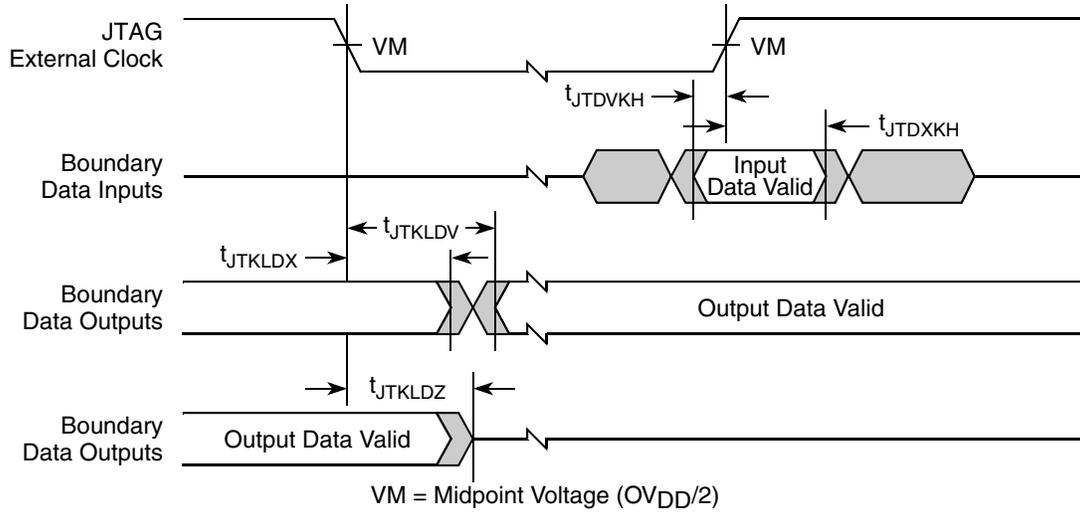 JTAG
External Clock
VM
VM
tJTDVKH
tJTDXKH
Boundary
Data Inputs
Input
Data Valid
tJTKLDV
tJTKLDX
Boundary
Data Outputs
Output Data Valid
tJTKLDZ
Boundary
Data Outputs
Output Data Valid
VM = Midpoint Voltage (OVDD/2)